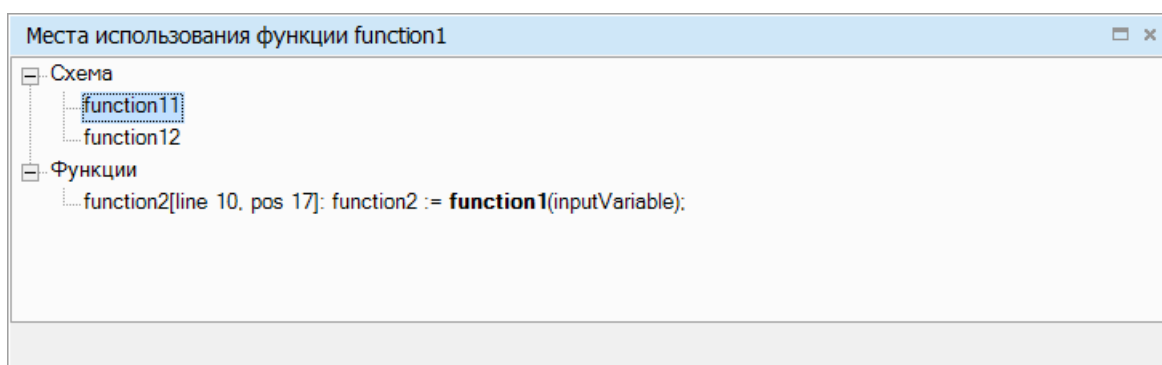 Места использования функции function1
Схема
function11
function12
Функции
function2[line 10, pos 17]: function2 := function1(inputVariable);